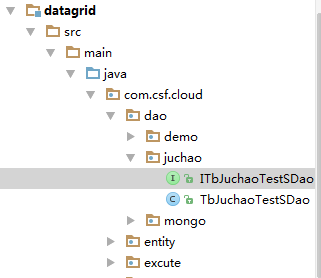 datagrid
src
main
java
com.csf.cloud
dao
demo
juchao
I ITbJuchaoTestSDao
C TbJuchaoTestSDao
mongo
entity
excute